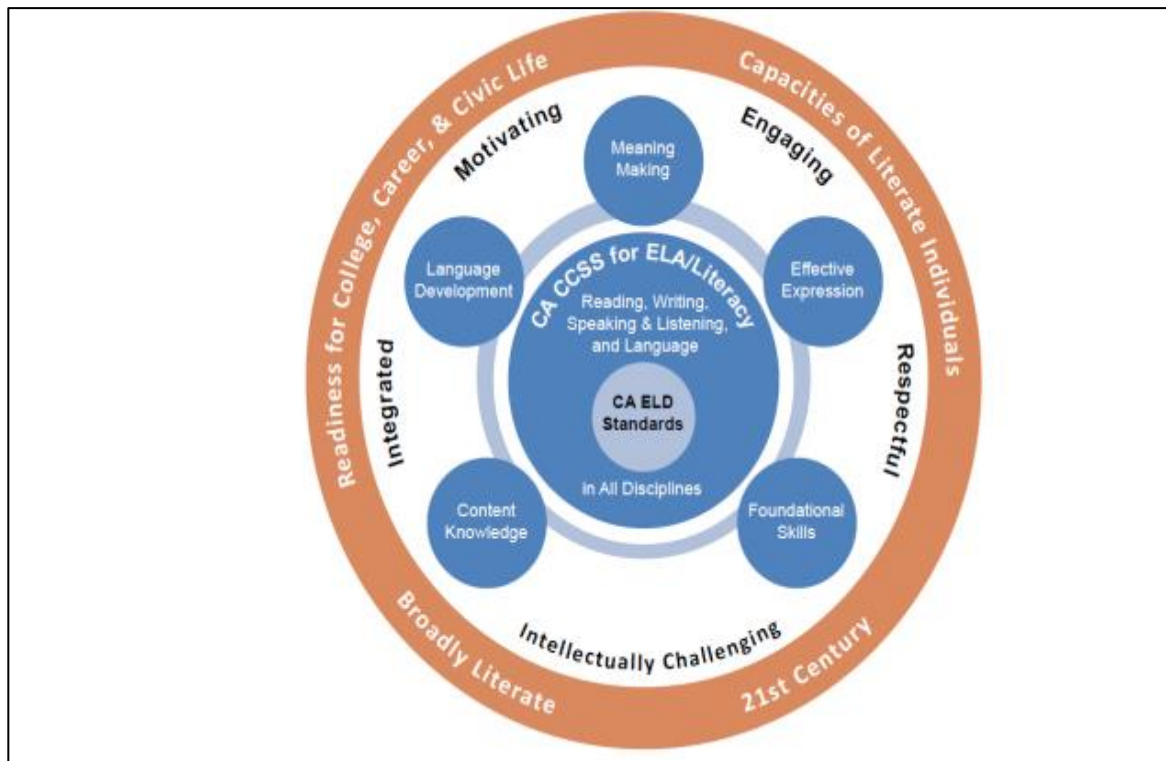 Readiness for College, Career, & Civic Life
Capacities of Literate Individuals
Motivating
Engaging
Meaning
Making
Language
Development
Effective
Expression
CA CCSS for ELA/Literacy
Reading, Writing,
Speaking & Listening,
and Language
CA ELD
Standards
in All Disciplines
Integrated
Respectful
Content
Knowledge
Foundational
Skills
Intellectually Challenging
Broadly Literate
21st Century